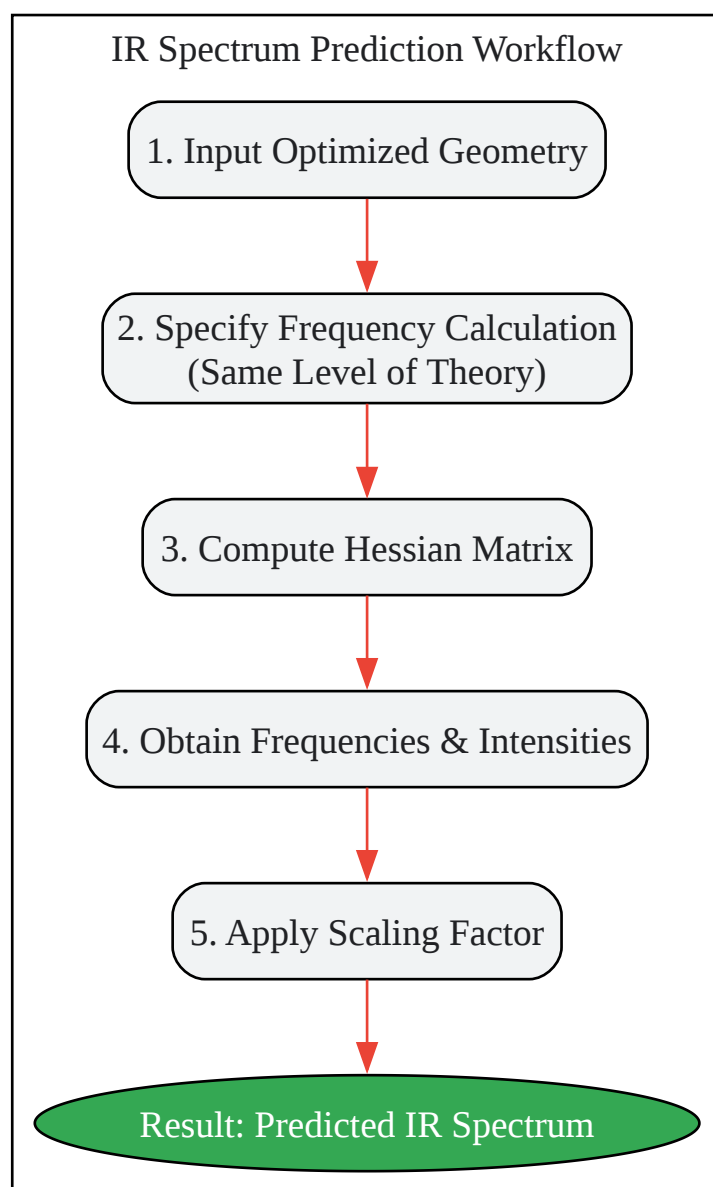 IR Spectrum Prediction Workflow
1. Input Optimized Geometry
2. Specify Frequency Calculation
(Same Level of Theory)
3. Compute Hessian Matrix
4. Obtain Frequencies & Intensities
5. Apply Scaling Factor
Result: Predicted IR Spectrum